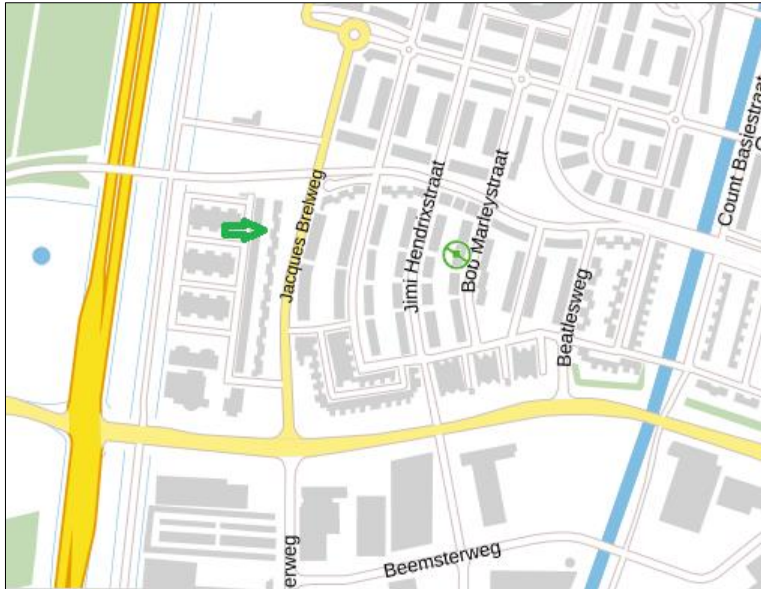 Count Basiestraat
Jacques Brelweg
Jimi Hendrixstraat
Bob Marleystraat
Beatlesweg
erweg
Beemsterweg